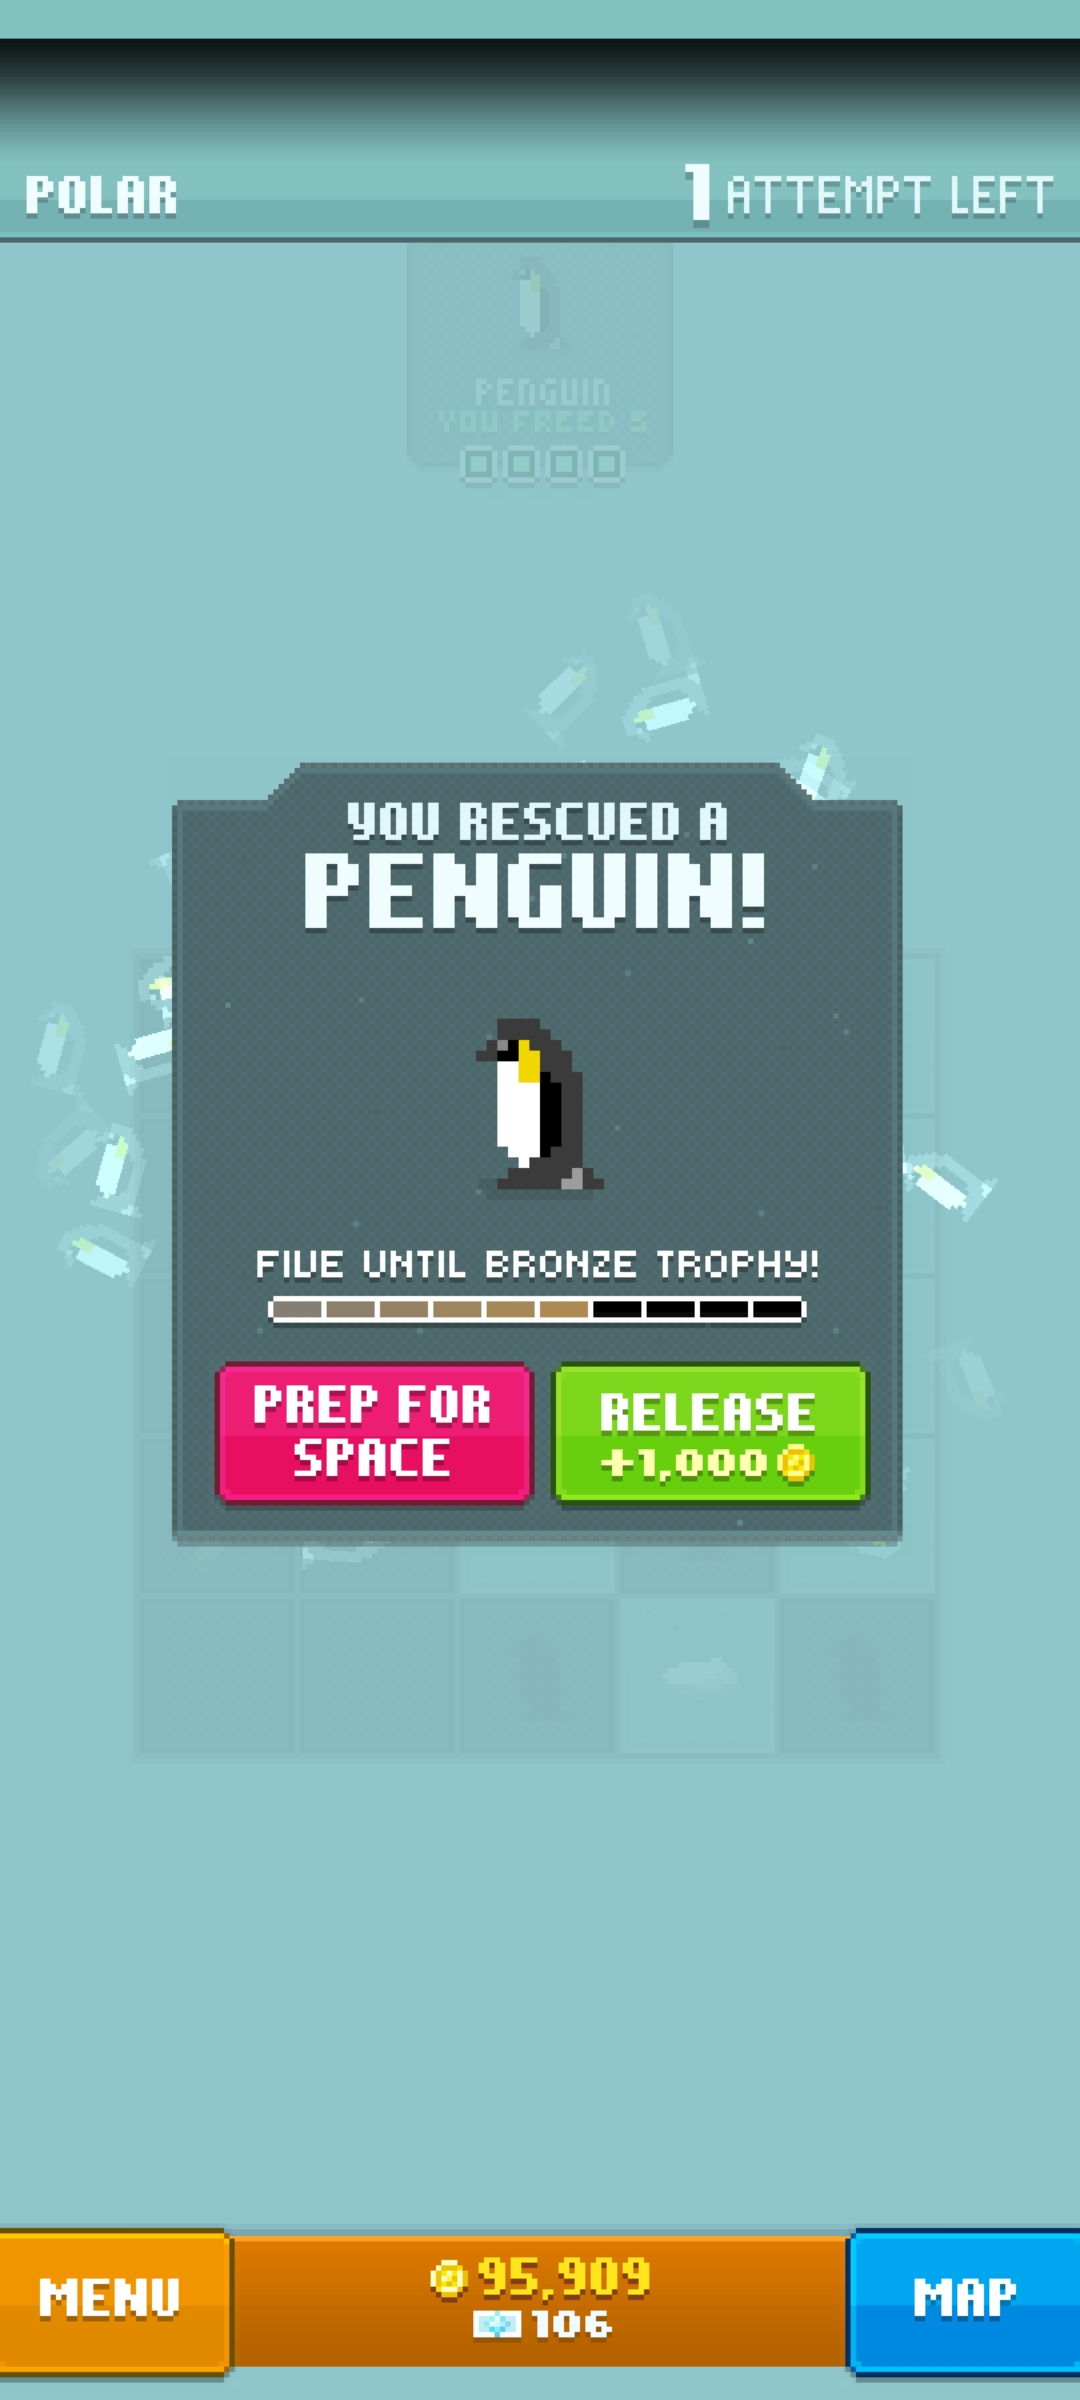 POLAR
1 ATTEMPT LEFT
PENGUIN
YOU FREED 5
YOU RESCUED A
PENGUIN!
FIVE UNTIL BRONZE TROPHY!
PREP FOR
SPACE
RELEASE
+1,000
MENU
95,909
106
MAP